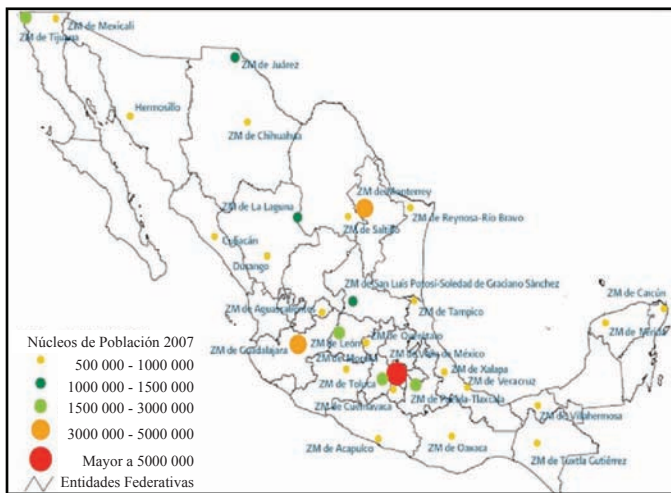 ZM de Mexicali
ZM de Tijuana
ZM de Juárez
Hermosillo
ZM de Chihuahua
ZM de Monterrey
ZM de La Laguna
ZM de Reynosa-Río Bravo
ZM de Saltillo
Culiacán
Durango
ZM de San Luis Potosí-Soledad de Graciano Sánchez
ZM de Cancún
ZM de Aguascalientes
ZM de Tampico
ZM de Mérida
Núcleos de Población 2007
ZM de León
ZM de Querétaro
500 000 - 1000 000
ZM de Guadalajara
ZM de Morelia
ZM de Valle de México
ZM de Xalapa
1000 000 - 1500 000
ZM de Toluca
ZM de Veracruz
1500 000 - 3000 000
ZM de Puebla-Tlaxcala
ZM de Cuernavaca
ZM de Villahermosa
3000 000 - 5000 000
ZM de Acapulco
ZM de Oaxaca
ZM de Tuxtla Gutiérrez
Mayor a 5000 000
Entidades Federativas